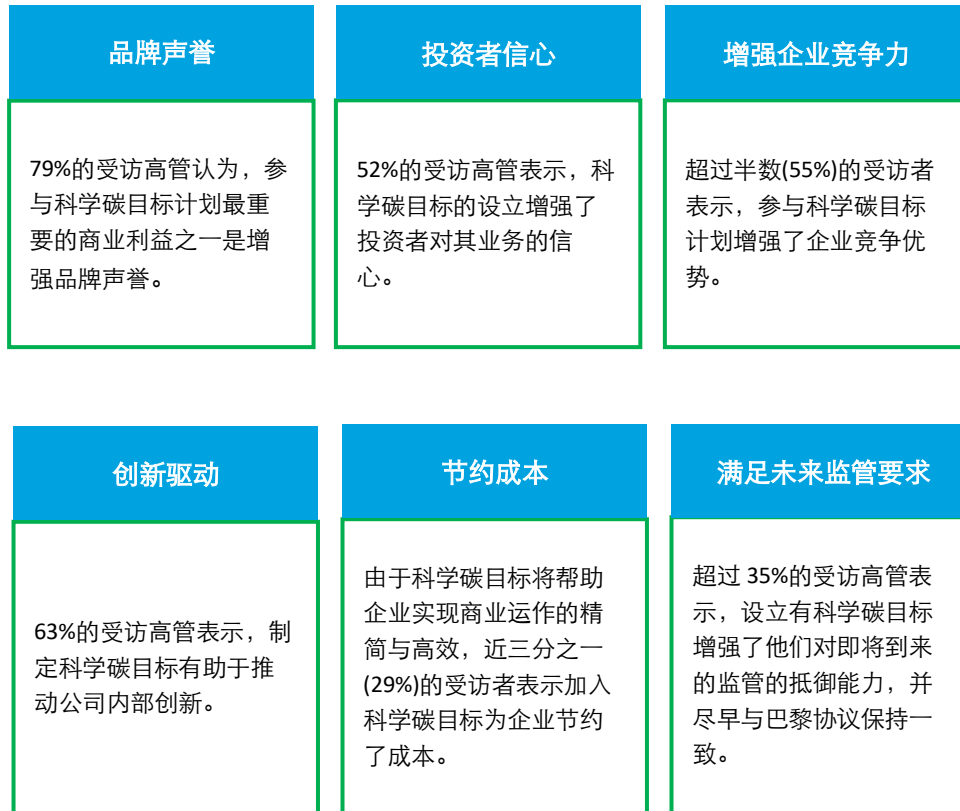 品牌声誉
79%的受访高管认为，参
与科学碳目标计划最重
要的商业利益之一是增
强品牌声誉。
投资者信心
52%的受访高管表示，科
学碳目标的设立增强了
投资者对其业务的信
心。
增强企业竞争力
超过半数(55%)的受访者
表示，参与科学碳目标
计划增强了企业竞争优
势。
创新驱动
63%的受访高管表示，制
定科学碳目标有助于推
动公司内部创新。
节约成本
由于科学碳目标将帮助
企业实现商业运作的精
简与高效，近三分之一
(29%)的受访者表示加入
科学碳目标为企业节约
了成本。
满足未来监管要求
超过 35%的受访高管表
示，设立有科学碳目标
增强了他们对即将到来
的监管的抵御能力，并
尽早与巴黎协议保持一
致。